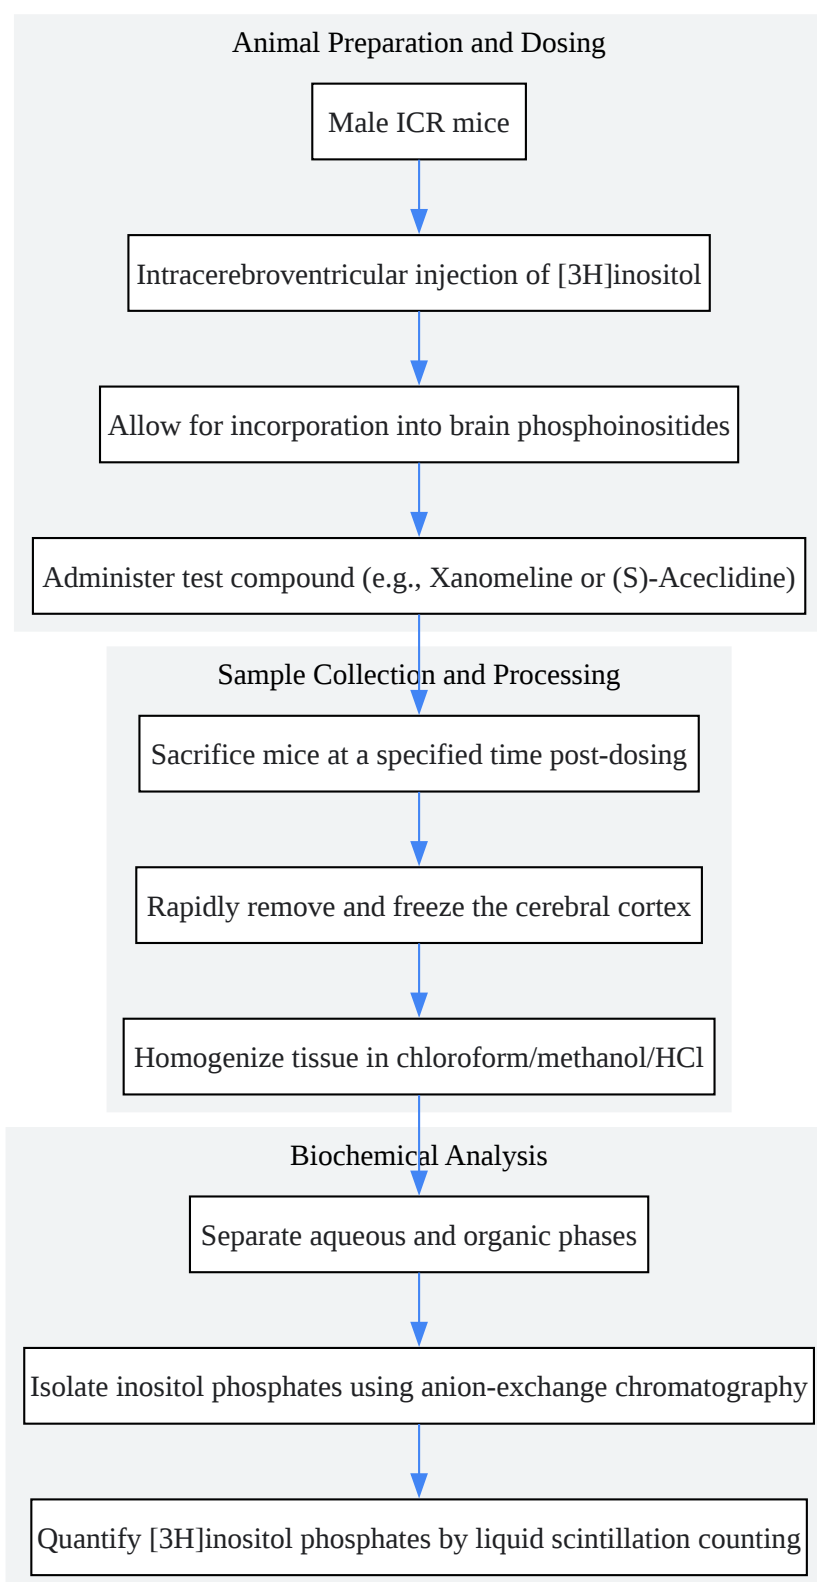 Animal Preparation and Dosing
Male ICR mice
Intracerebroventricular injection of [3H]inositol
Allow for incorporation into brain phosphoinositides
Administer test compound (e.g., Xanomeline or (S)-Aceclidine)
Sample Collection and Processing
Sacrifice mice at a specified time post-dosing
Rapidly remove and freeze the cerebral cortex
Homogenize tissue in chloroform/methanol/HCl
Biochemical Analysis
Separate aqueous and organic phases
Isolate inositol phosphates using anion-exchange chromatography
Quantify [3H]inositol phosphates by liquid scintillation counting